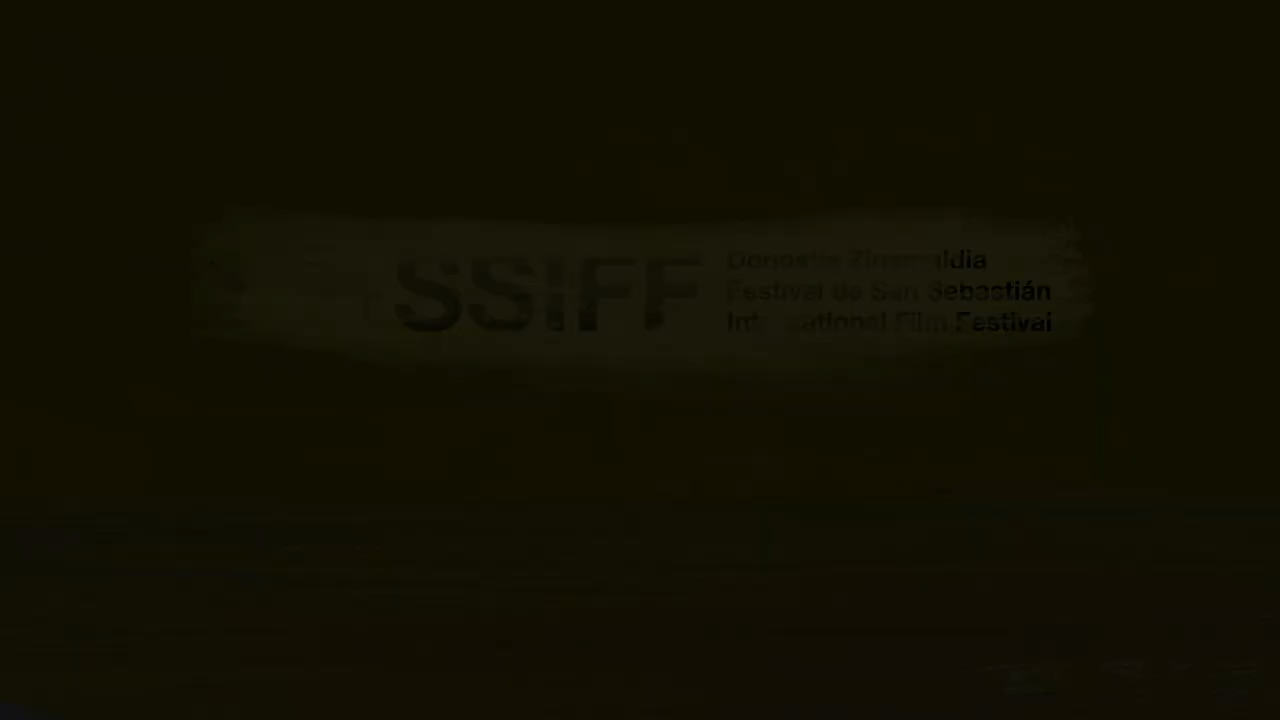 SSIFF
Donostia Zinemaldia
Festival de San Sebastián
International Film Festival